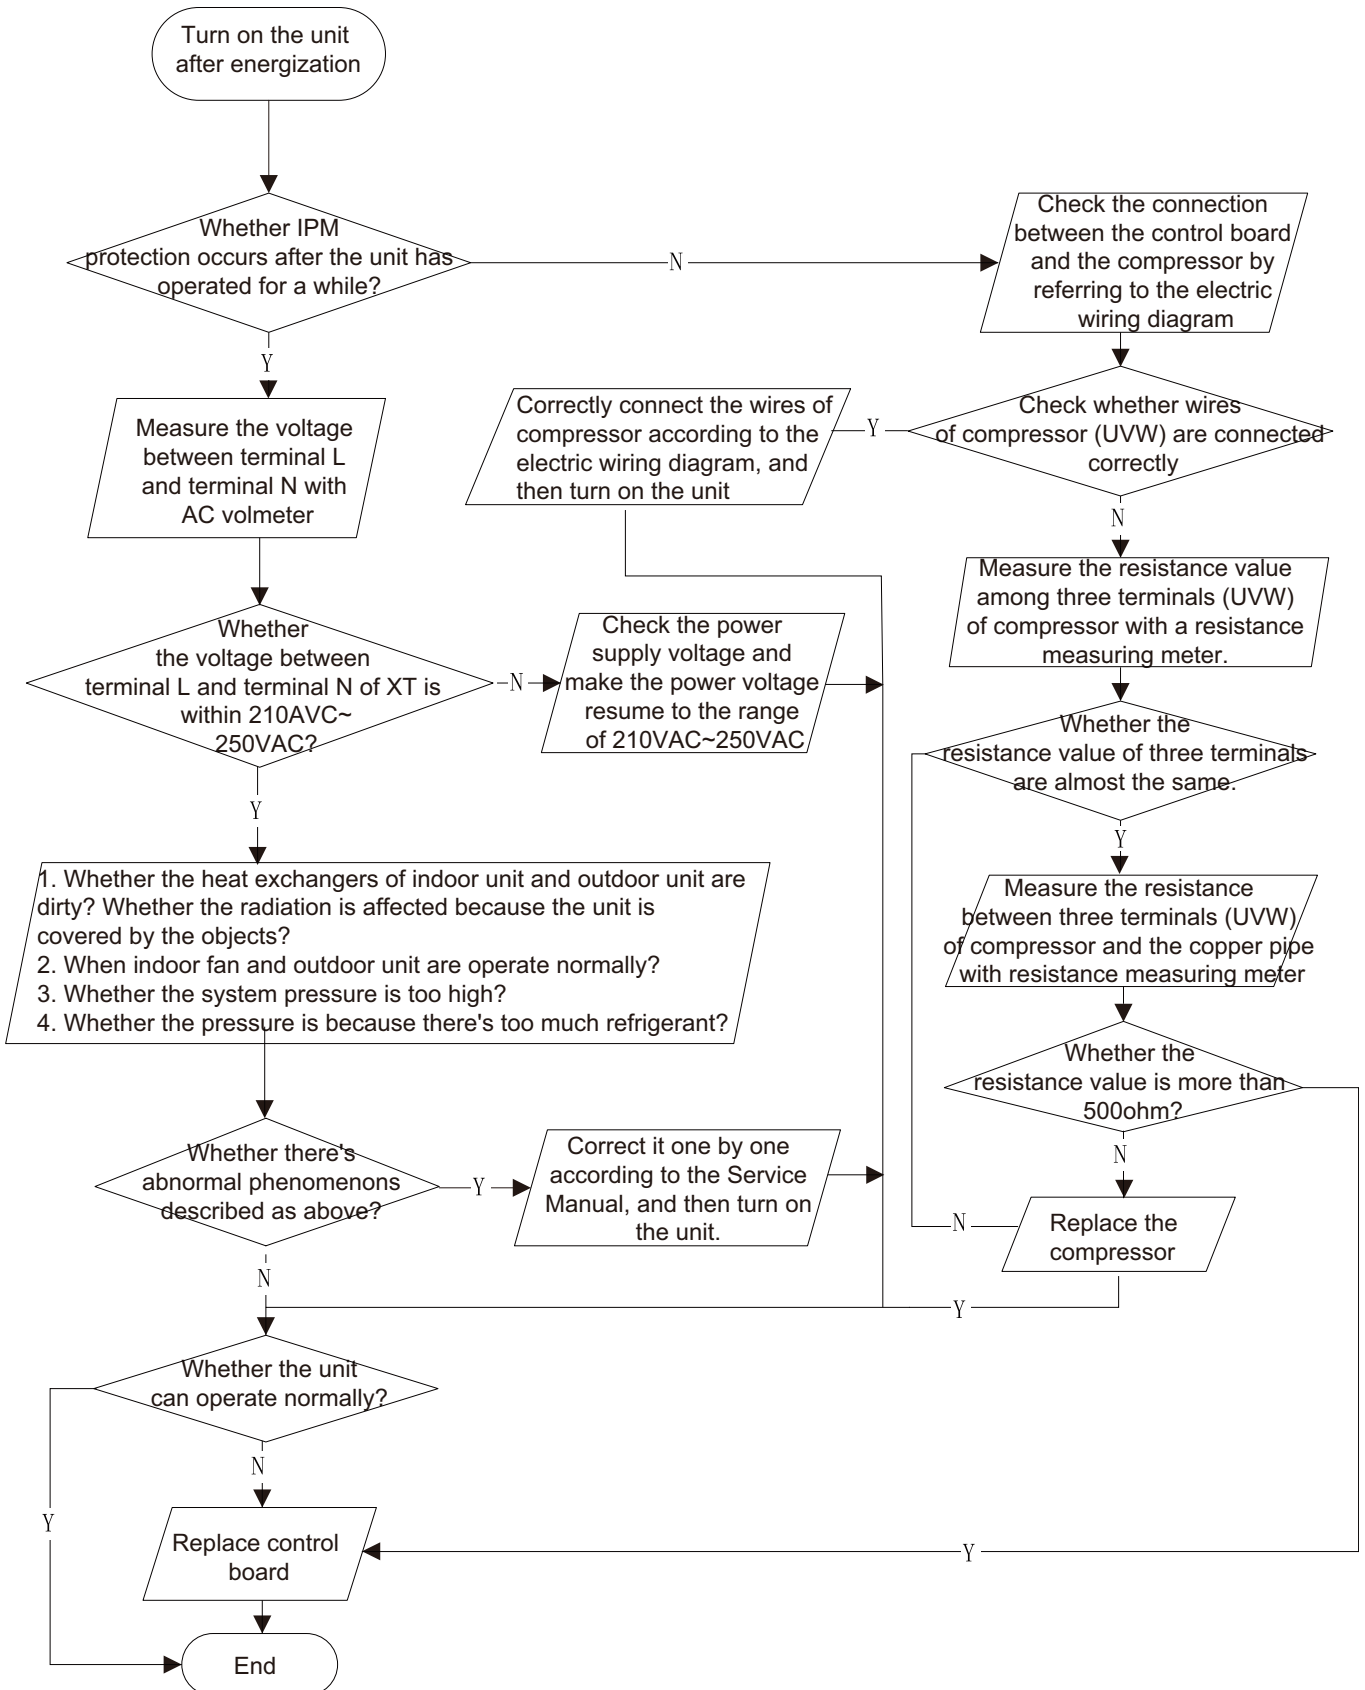 Turn on the unit
after energization
Whether IPM
protection occurs after the unit has
operated for a while?
N
Check the connection
between the control board
and the compressor by
referring to the electric
wiring diagram
Y
Measure the voltage
between terminal L
and terminal N with
AC volmeter
Correctly connect the wires of
compressor according to the
electric wiring diagram, and
then turn on the unit
Y
Check whether wires
of compressor (UVW) are connected
correctly
N
Measure the resistance value
among three terminals (UVW)
of compressor with a resistance
measuring meter.
Whether
the voltage between
terminal L and terminal N of XT is
within 210AVC~
250VAC?
N
Check the power
supply voltage and
make the power voltage
resume to the range
of 210VAC~250VAC
Whether the
resistance value of three terminals
are almost the same.
Y
Y
1. Whether the heat exchangers of indoor unit and outdoor unit are
dirty? Whether the radiation is affected because the unit is
covered by the objects?
2. When indoor fan and outdoor unit are operate normally?
3. Whether the system pressure is too high?
4. Whether the pressure is because there's too much refrigerant?
Measure the resistance
between three terminals (UVW)
of compressor and the copper pipe
with resistance measuring meter
Whether the
resistance value is more than
500ohm?
Whether there's
abnormal phenomenons
described as above?
Y
Correct it one by one
according to the Service
Manual, and then turn on
the unit.
N
N
Replace the
compressor
N
Y
Whether the unit
can operate normally?
N
Y
Replace control
board
Y
End